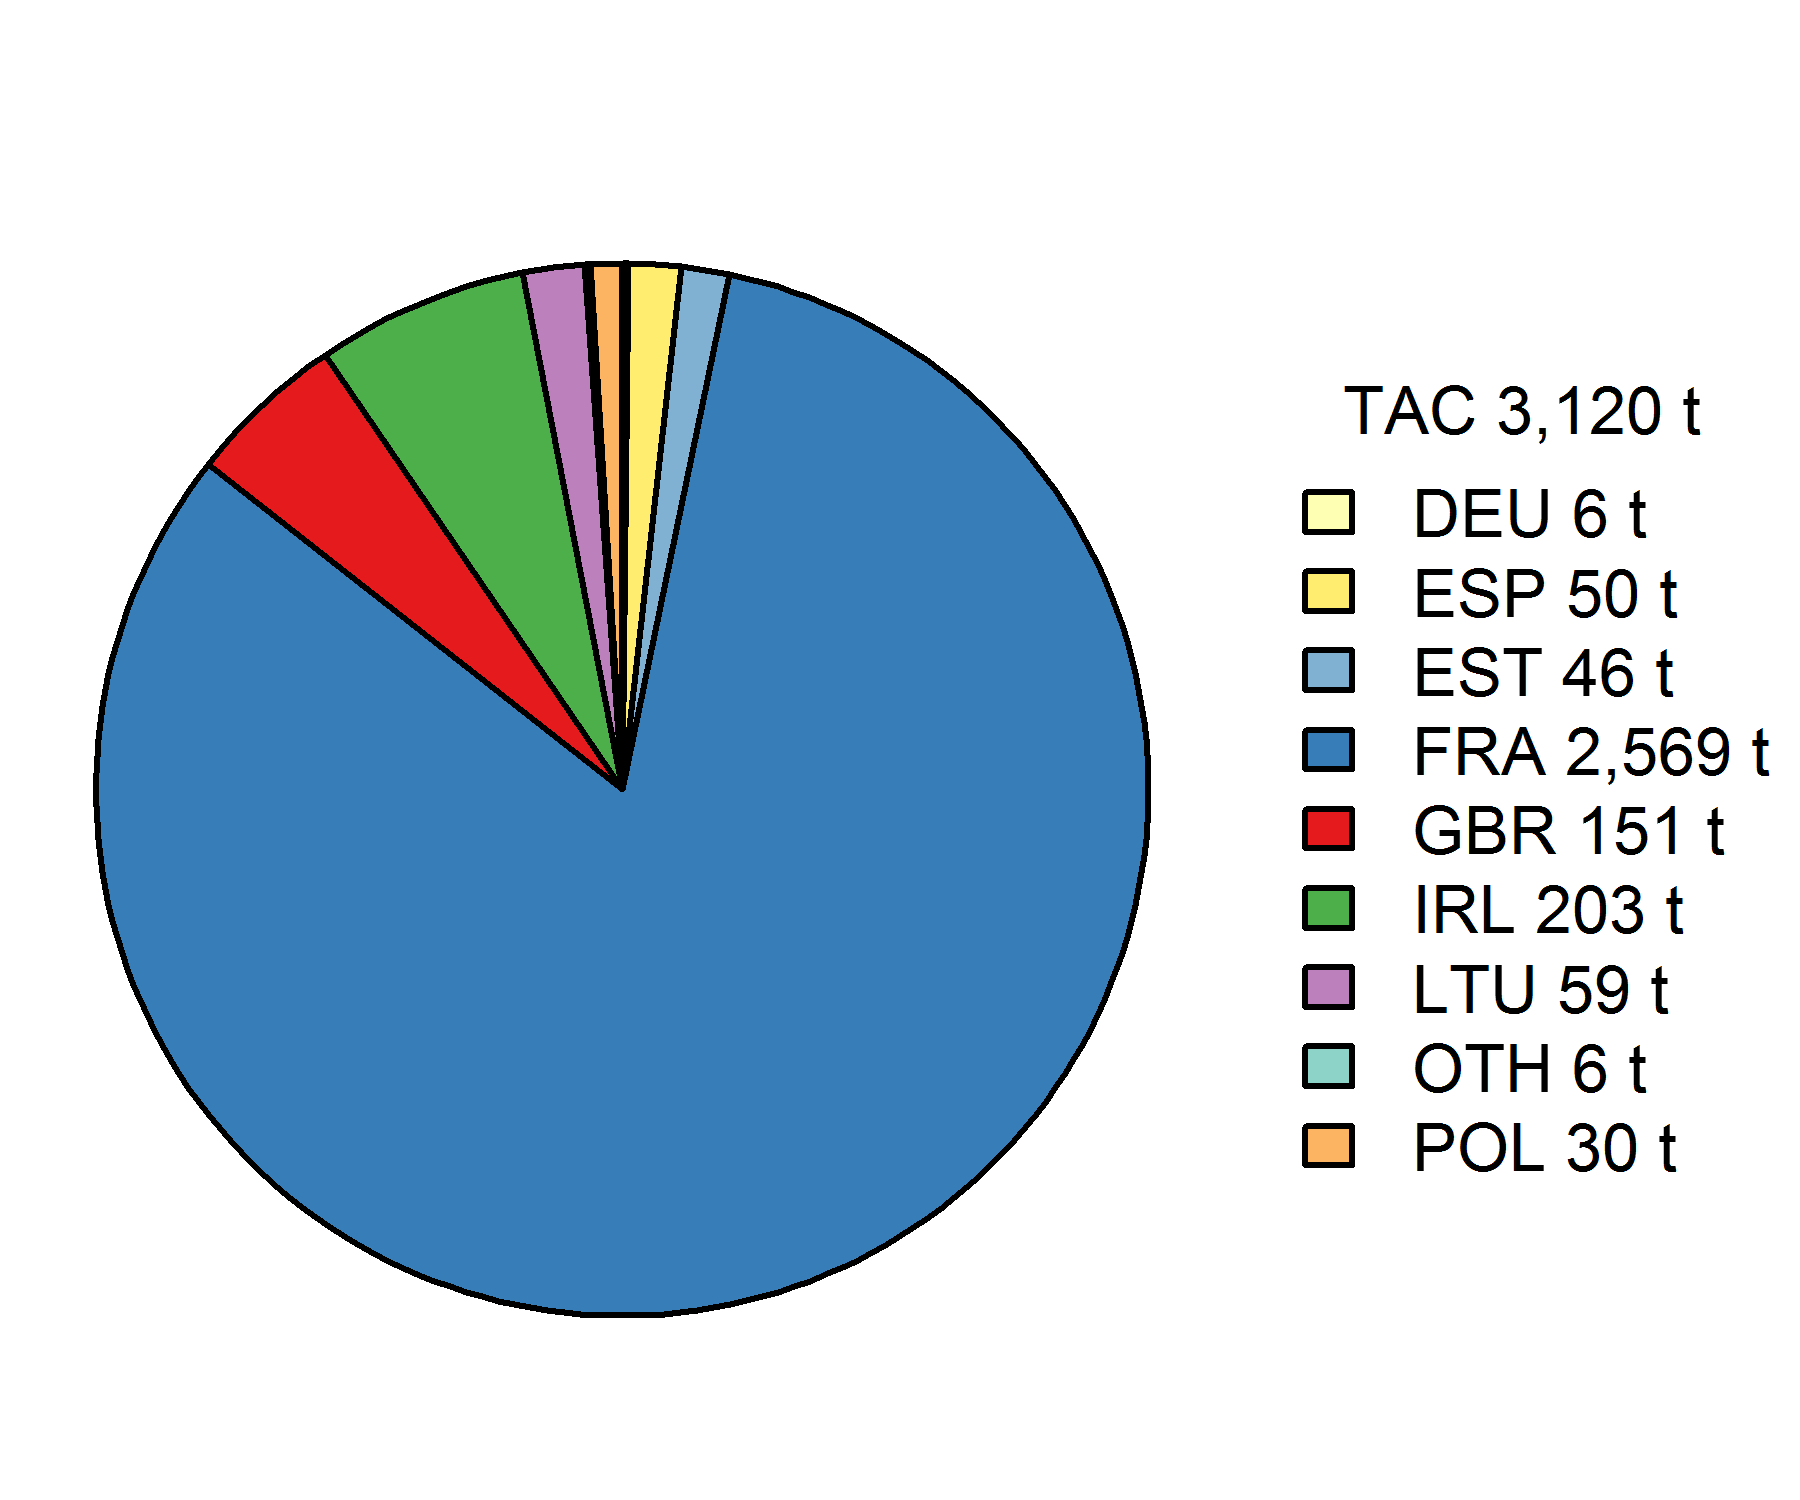 TAC 3,120 t
DEU 6 t
ESP 50 t
EST 46 t
FRA 2,569 t
GBR 151 t
IRL 203 t
LTU 59 t
OTH 6 t
POL 30 t